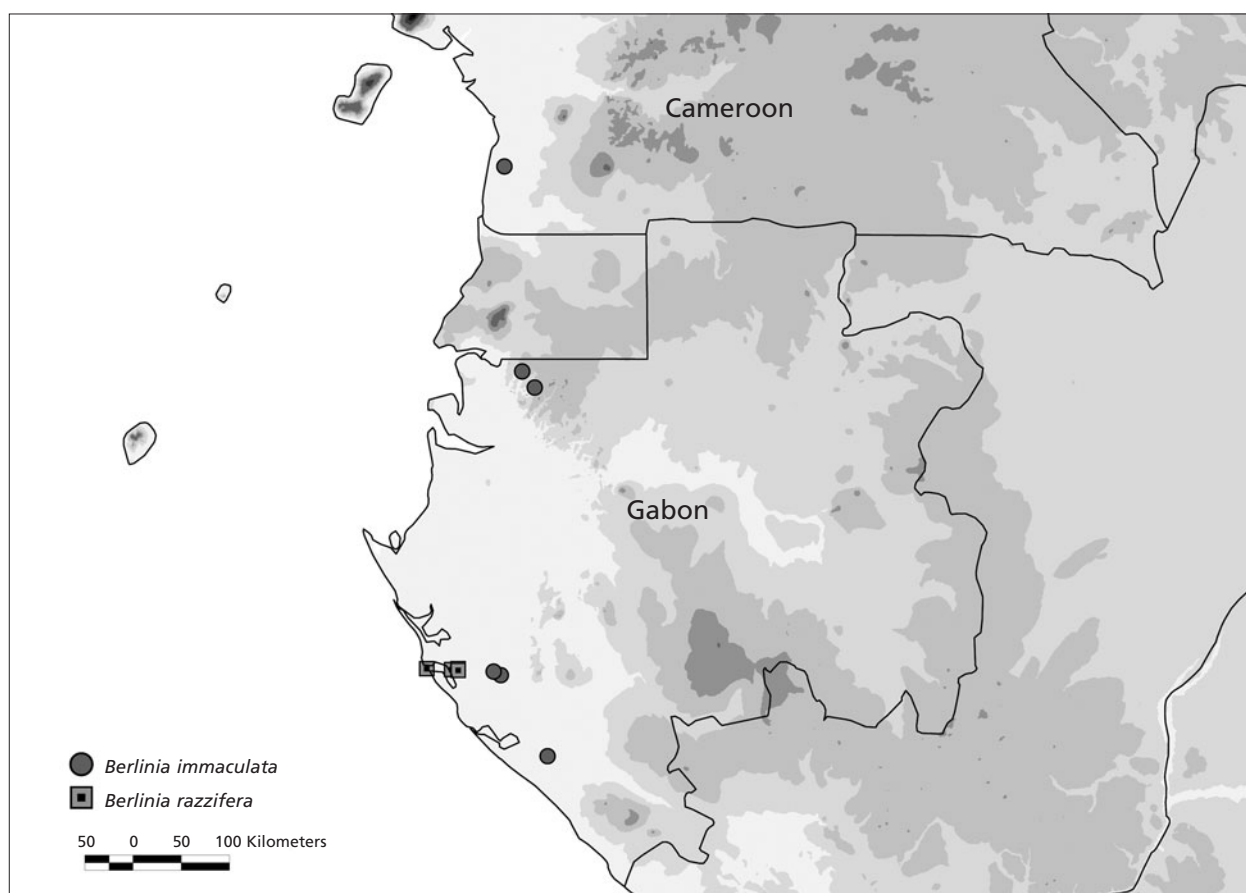 Cameroon
Gabon
Berlinia immaculata
Berlinia razzifera
50 0 50 100 Kilometers